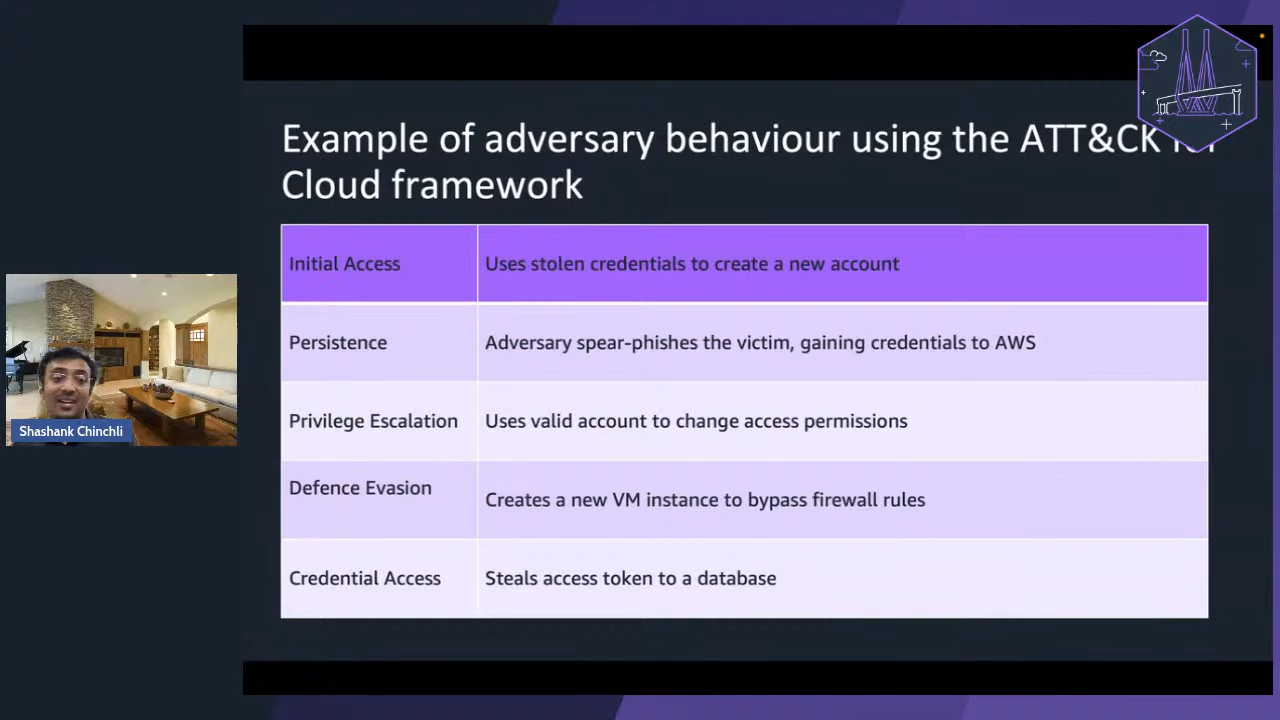 Example of adversary behaviour using the ATT&CK for
Cloud framework
Initial Access
Uses stolen credentials to create a new account
Persistence
Adversary spear-phishes the victim, gaining credentials to AWS
Privilege Escalation
Uses valid account to change access permissions
Defence Evasion
Creates a new VM instance to bypass firewall rules
Credential Access
Steals access token to a database
Shashank Chinchli